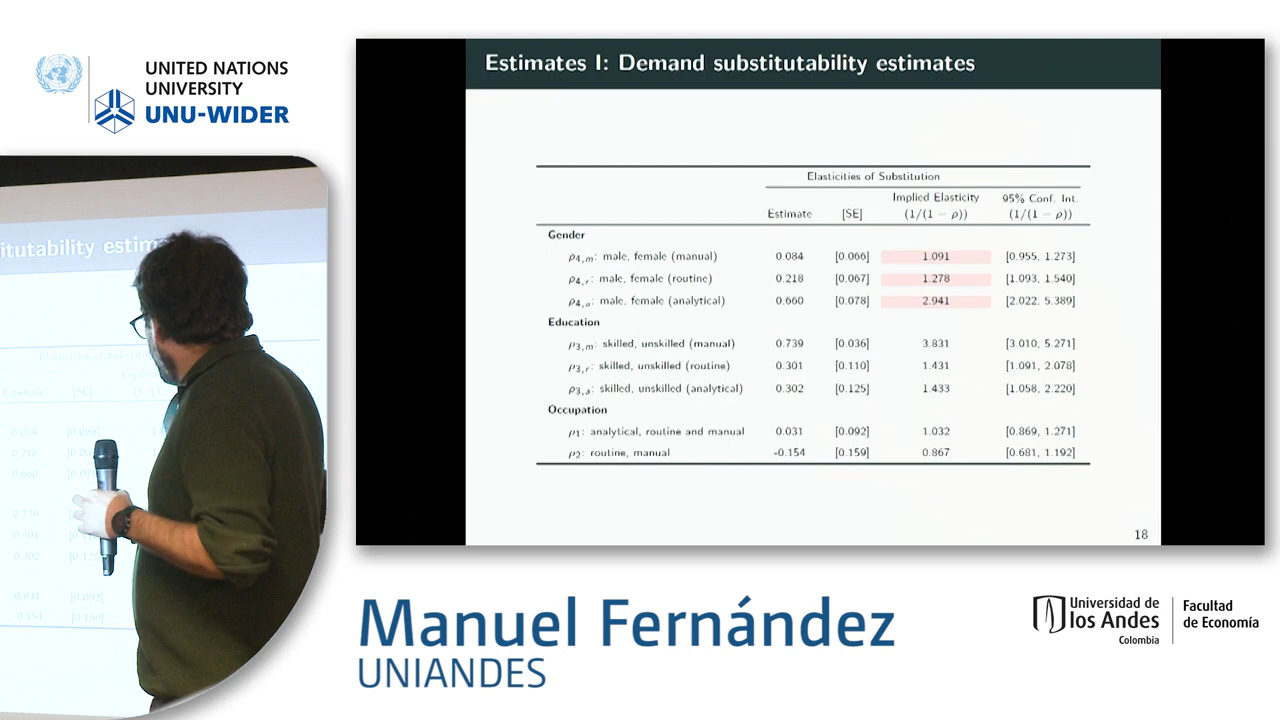 UNITED NATIONS
UNIVERSITY
UNU-WIDER
Estimates I: Demand substitutability estimates
Elasticities of Substitution
Estimate [SE] Implied Elasticity (1/(1 − ρ)) 95% Conf. Int. (1/(1 − ρ))
Gender
ρ4,m: male, female (manual) 0.084 [0.066] 1.091 [0.955, 1.273]
ρ4,r: male, female (routine) 0.218 [0.067] 1.278 [1.093, 1.540]
ρ4,a: male, female (analytical) 0.660 [0.078] 2.941 [2.022, 5.389]
Education
ρ3,m: skilled, unskilled (manual) 0.739 [0.036] 3.831 [3.010, 5.271]
ρ3,r: skilled, unskilled (routine) 0.301 [0.110] 1.431 [1.091, 2.078]
ρ3,a: skilled, unskilled (analytical) 0.302 [0.125] 1.433 [1.058, 2.220]
Occupation
ρ1: analytical, routine and manual 0.031 [0.092] 1.032 [0.869, 1.271]
ρ2: routine, manual -0.154 [0.159] 0.867 [0.681, 1.192]
18
titutability estim
Estimate [SE]
Manuel Fernández
UNIANDES
Universidad de
los Andes
Colombia
Facultad
de Economía